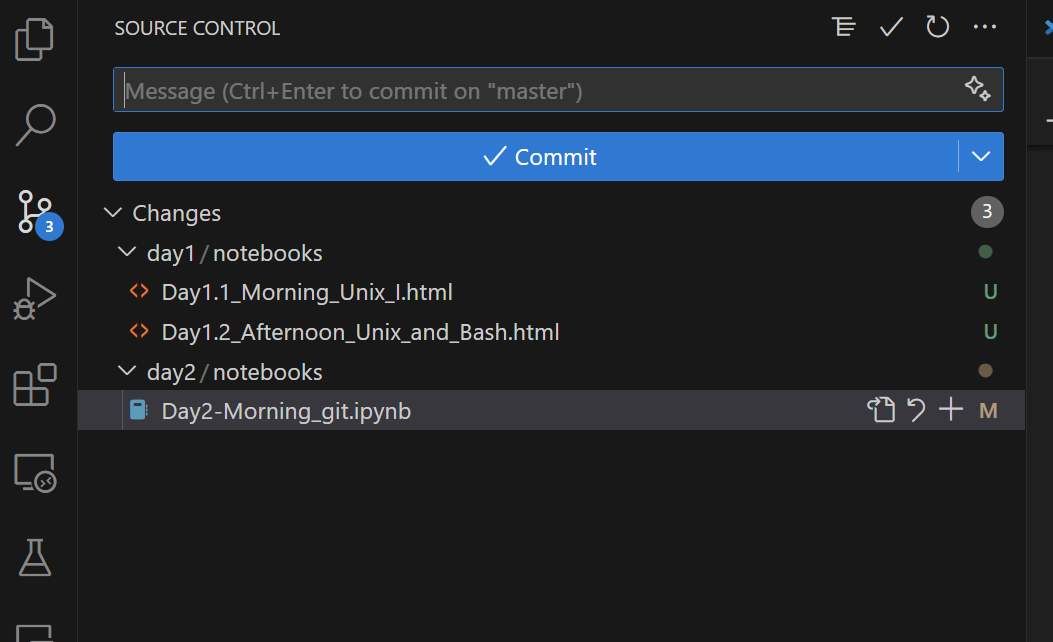 SOURCE CONTROL
Message (Ctrl+Enter to commit on "master")
Commit
Changes 3
3
day1/notebooks
Day1.1_Morning_Unix_I.html U
Day1.2_Afternoon_Unix_and_Bash.html U
day2/notebooks
Day2-Morning_git.ipynb M